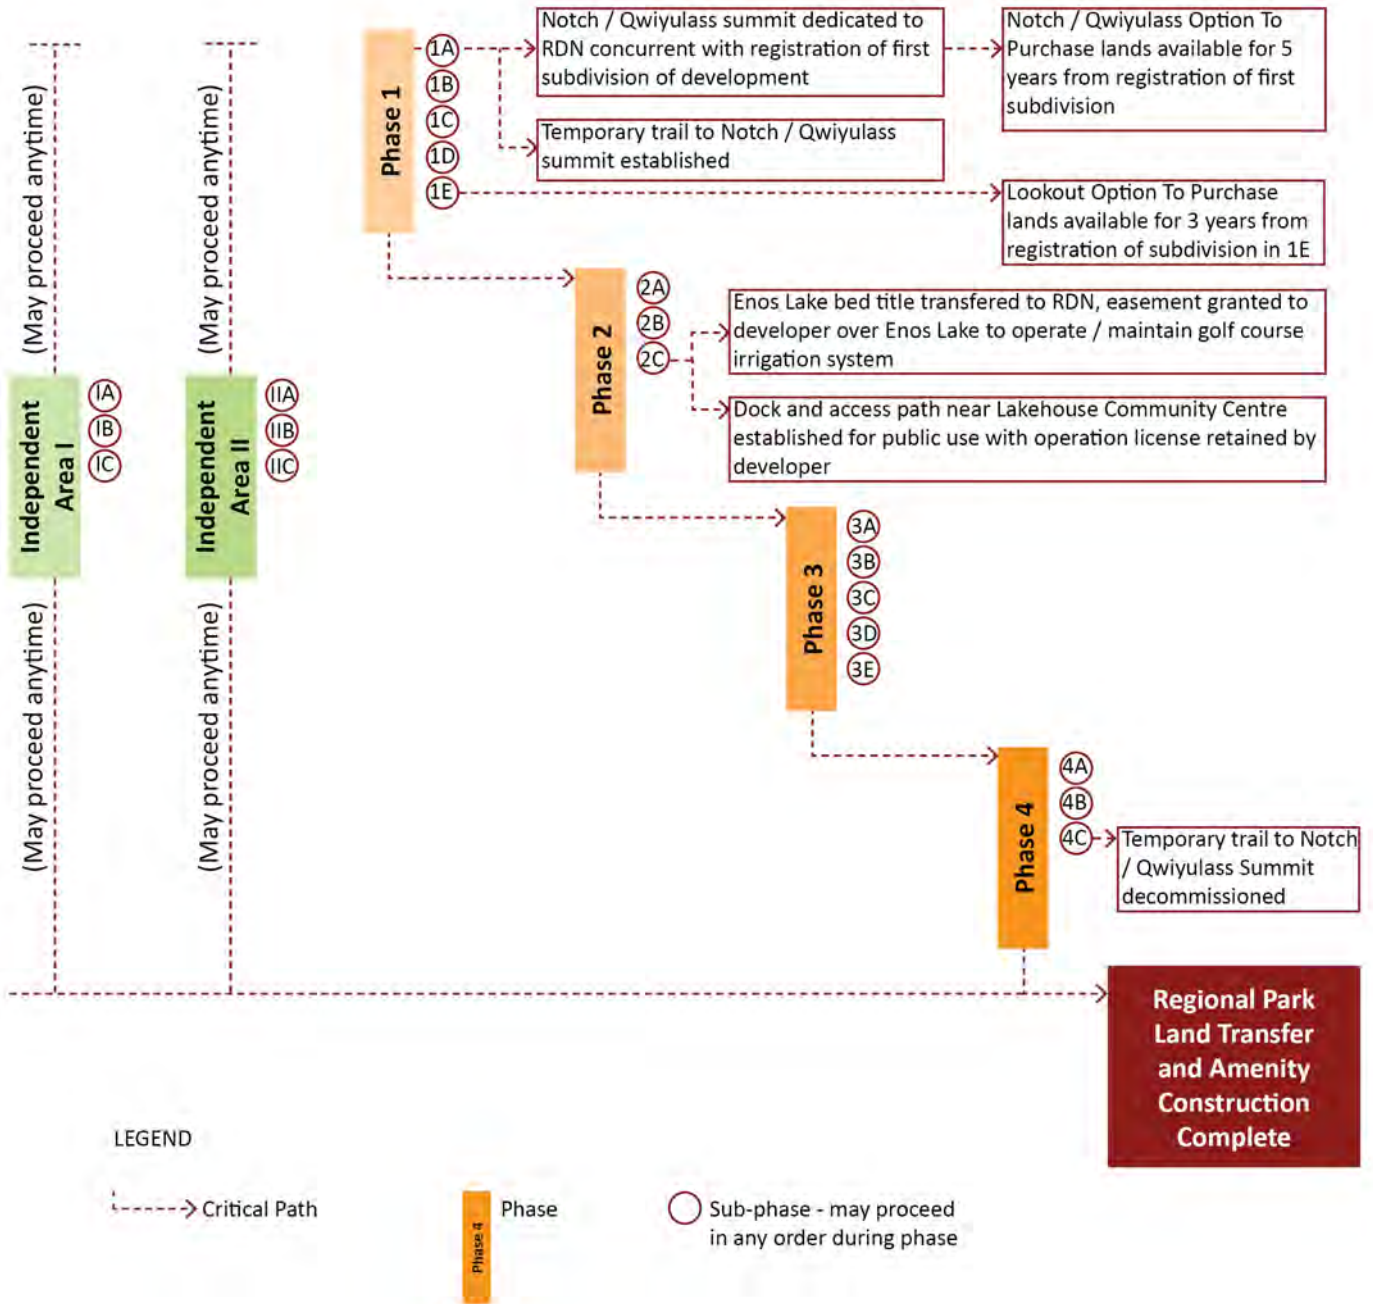 (May proceed anytime)
Independent
Area I
IA
IB
IC
(May proceed anytime)
(May proceed anytime)
Independent
Area II
IIA
IIB
IIC
(May proceed anytime)
Phase 1
1A
1B
1C
1D
1E
Notch / Qwiyulass summit dedicated to
RDN concurrent with registration of first
subdivision of development
Notch / Qwiyulass Option To
Purchase lands available for 5
years from registration of first
subdivision
Temporary trail to Notch / Qwiyulass
summit established
Lookout Option To Purchase
lands available for 3 years from
registration of subdivision in 1E
Phase 2
2A
2B
2C
Enos Lake bed title transfered to RDN, easement granted to
developer over Enos Lake to operate / maintain golf course
irrigation system
Dock and access path near Lakehouse Community Centre
established for public use with operation license retained by
developer
Phase 3
3A
3B
3C
3D
3E
Phase 4
4A
4B
4C
Temporary trail to Notch
/ Qwiyulass Summit
decommissioned
Regional Park
Land Transfer
and Amenity
Construction
Complete
LEGEND
Critical Path
Phase 4
Phase
Sub-phase - may proceed
in any order during phase